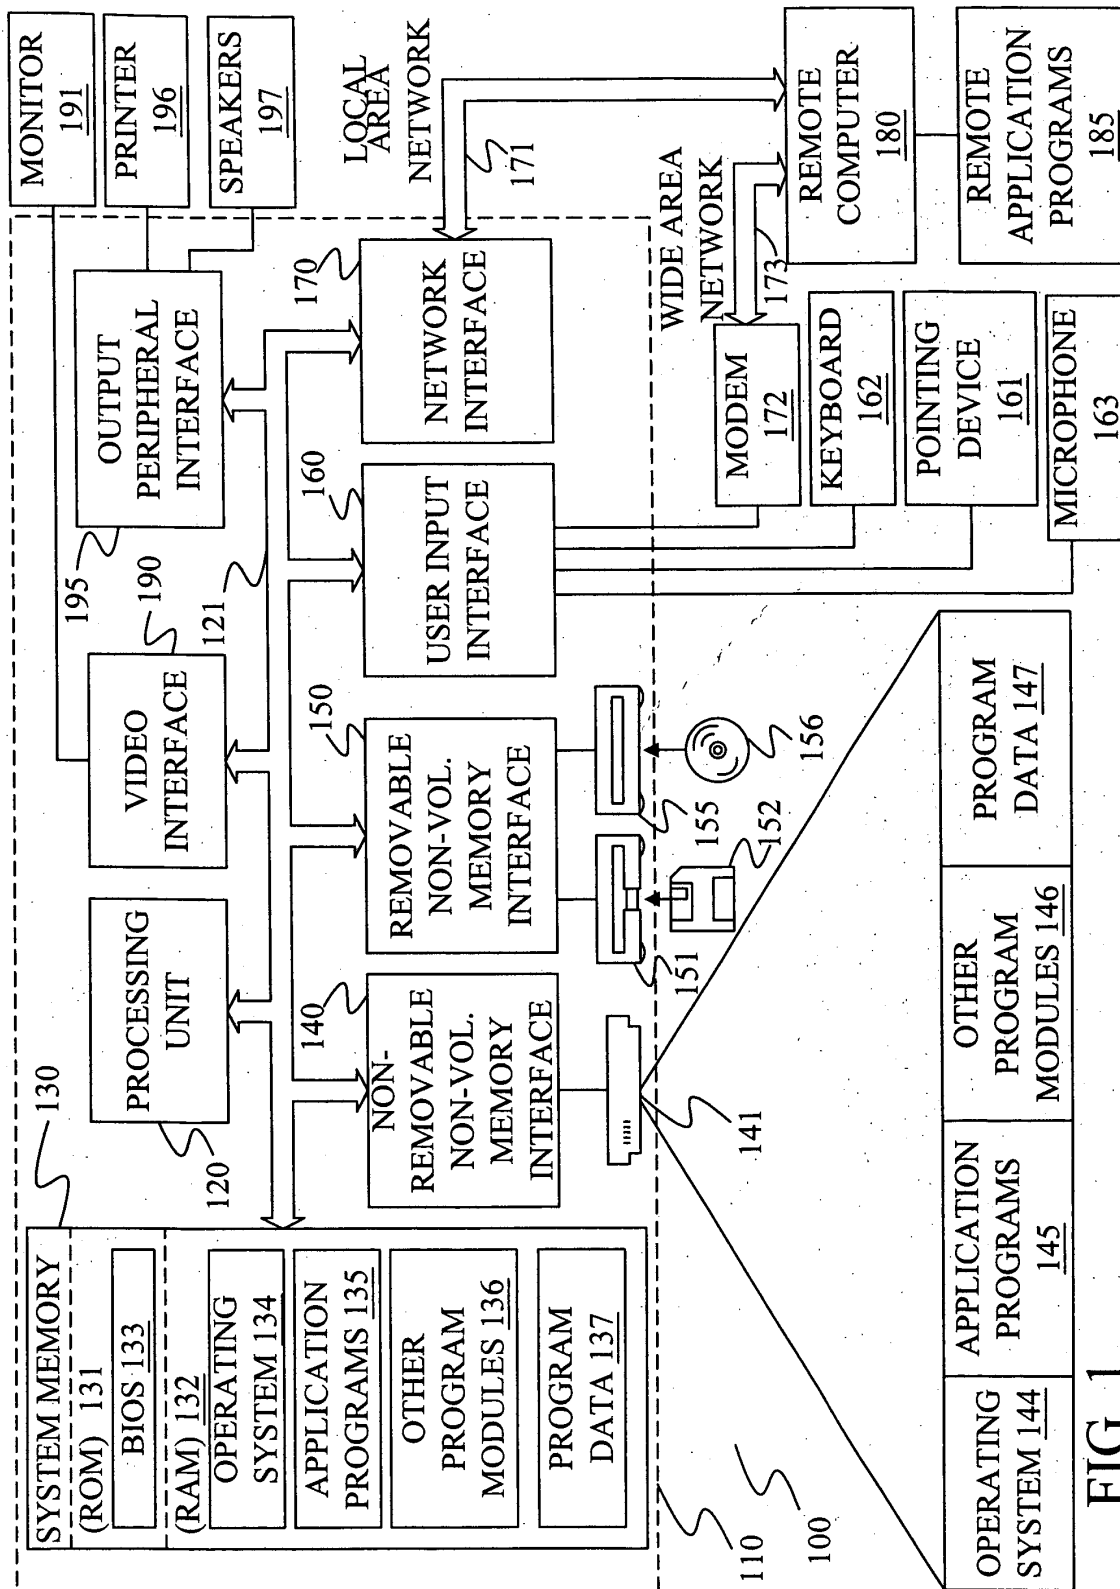 SYSTEM MEMORY
(ROM) 131
BIOS 133
(RAM) 132
OPERATING
SYSTEM 134
APPLICATION
PROGRAMS 135
OTHER
PROGRAM
MODULES 136
PROGRAM
DATA 137
130
120
PROCESSING
UNIT
VIDEO
INTERFACE
190
121
195
OUTPUT
PERIPHERAL
INTERFACE
MONITOR
191
PRINTER
196
SPEAKERS
197
140
NON-
REMOVABLE
NON-VOL.
MEMORY
INTERFACE
150
REMOVABLE
NON-VOL.
MEMORY
INTERFACE
160
USER INPUT
INTERFACE
170
NETWORK
INTERFACE
LOCAL
AREA
NETWORK
171
141
151
152
155
156
WIDE AREA
NETWORK
173
MODEM
172
KEYBOARD
162
POINTING
DEVICE
161
MICROPHONE
163
REMOTE
COMPUTER
180
REMOTE
APPLICATION
PROGRAMS
185
110
100
OPERATING
SYSTEM 144
APPLICATION
PROGRAMS
145
OTHER
PROGRAM
MODULES 146
PROGRAM
DATA 147
FIG. 1